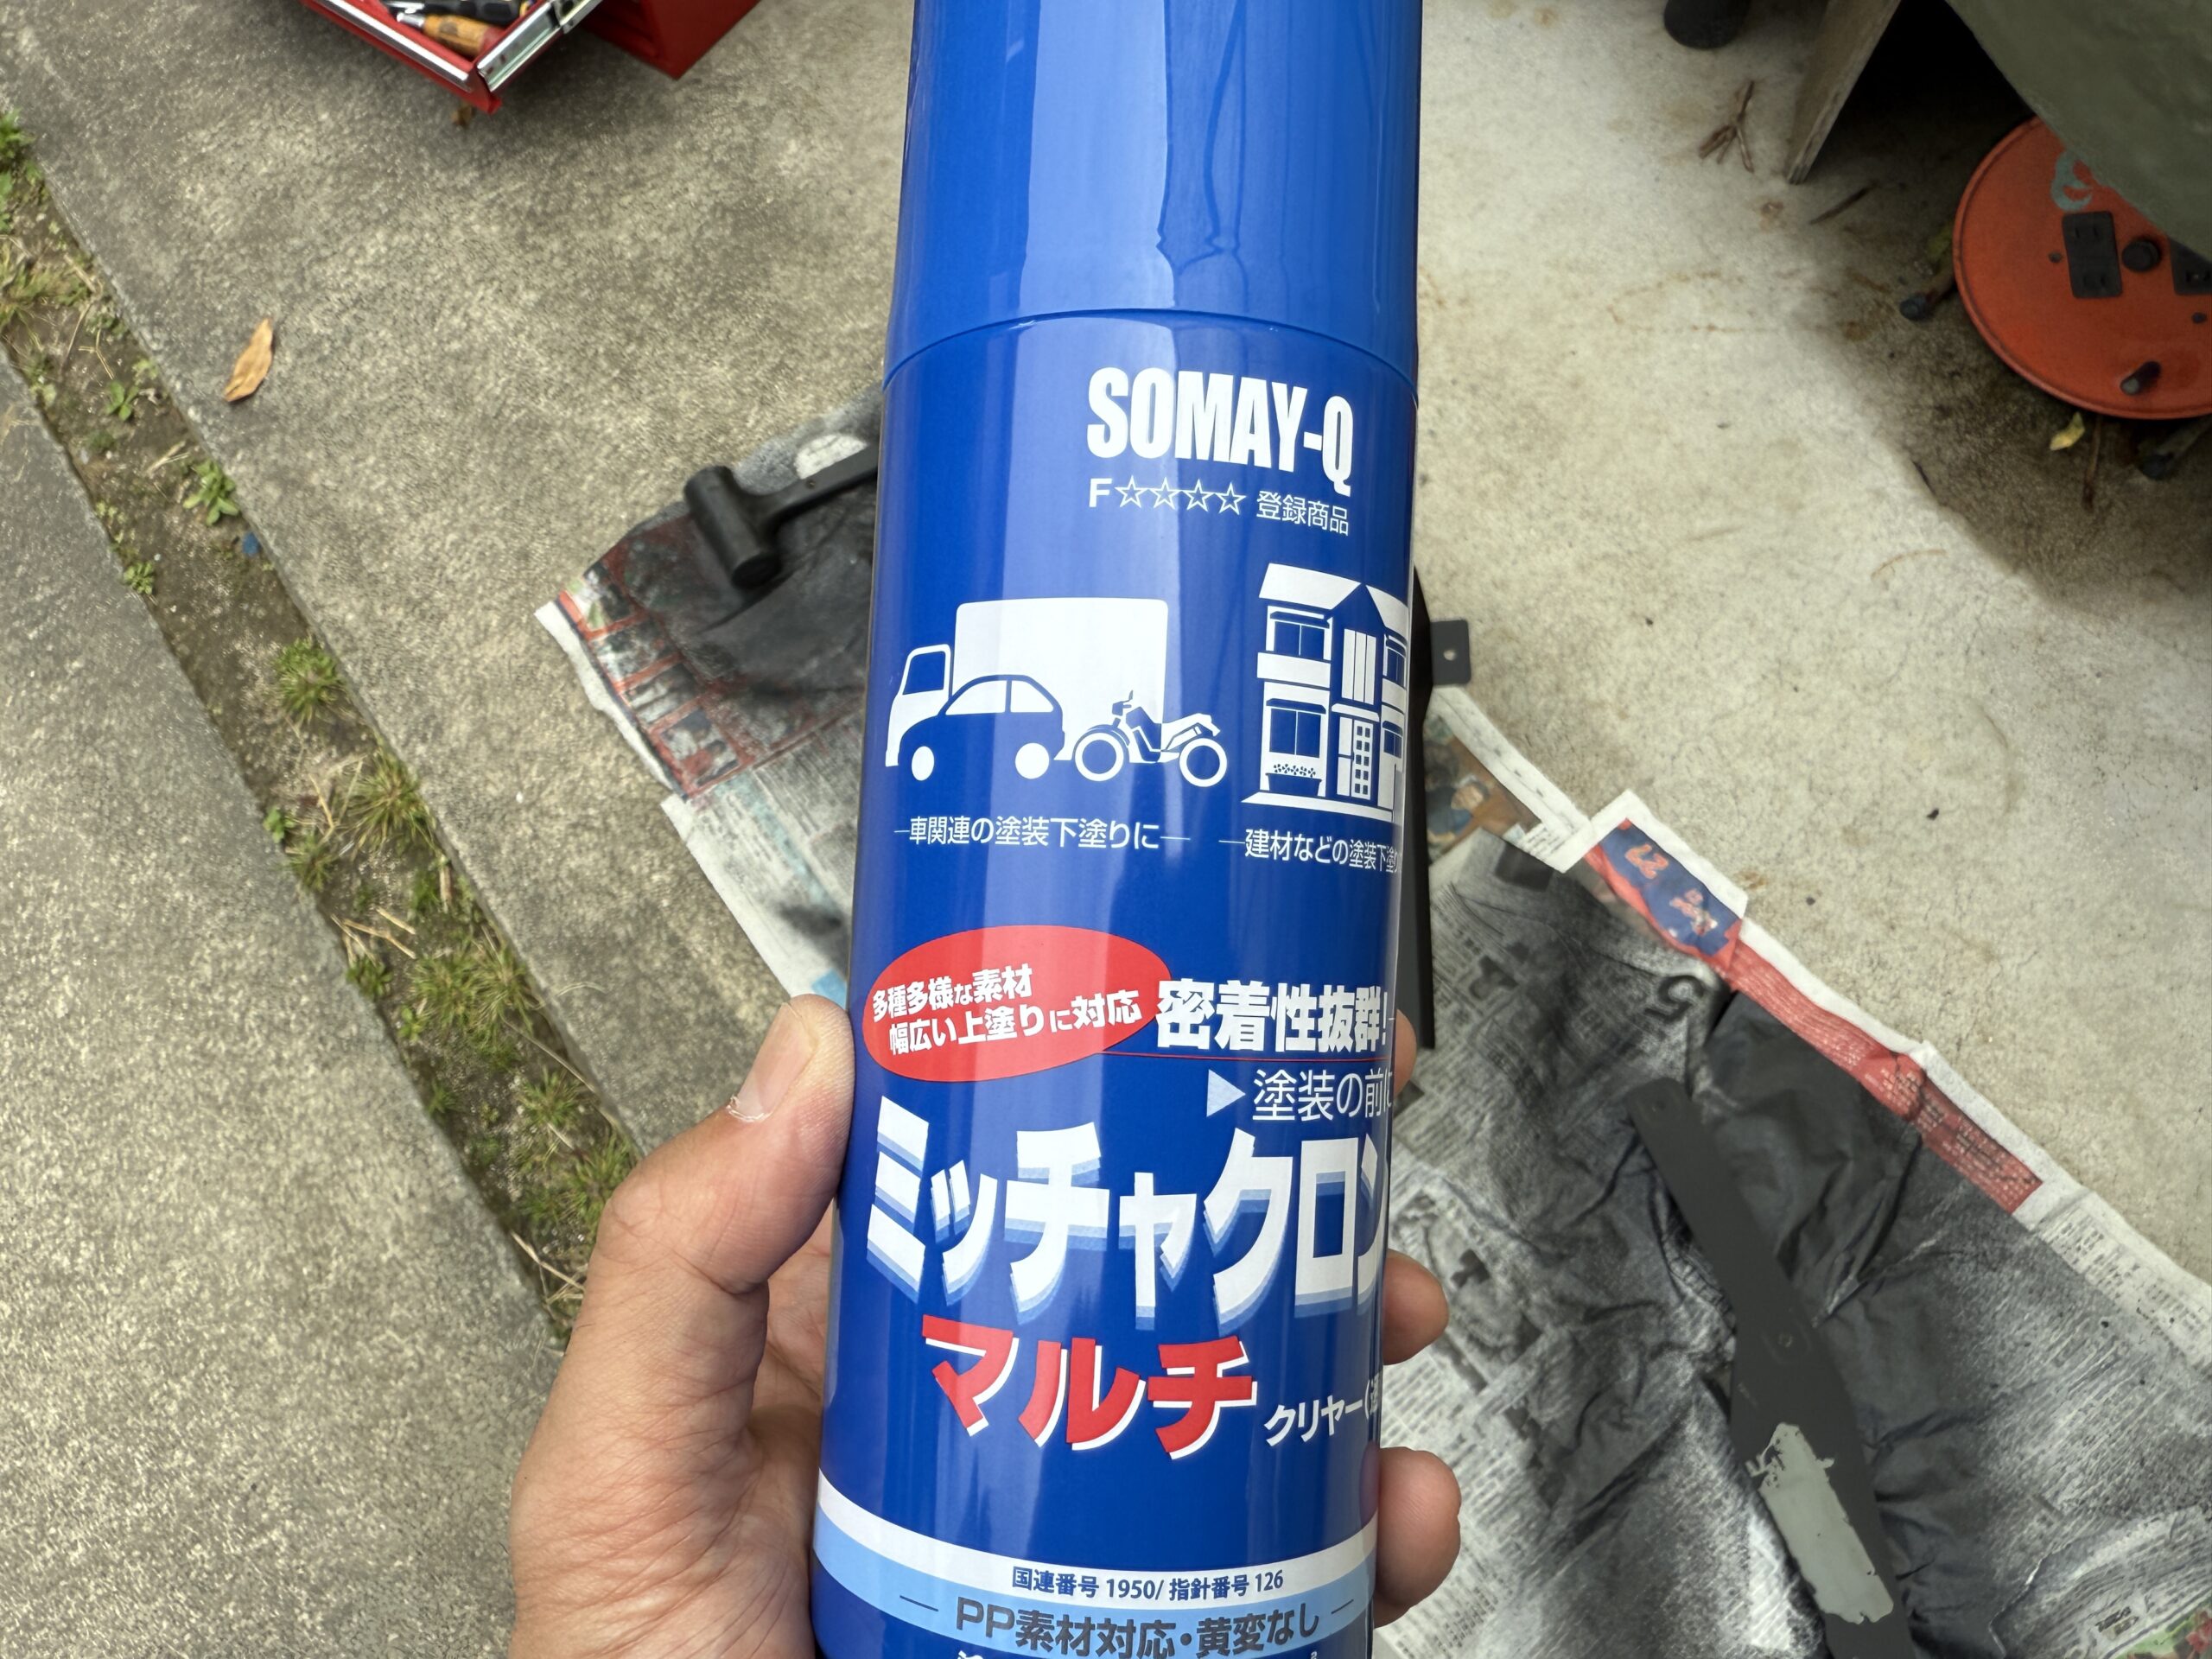 SOMAY-Q
F☆☆☆☆ 登録商品
車関連の塗装下塗りに
建材などの塗装下塗
多種多様な素材
幅広い上塗りに対応
密着性抜群!
▶塗装の前に
ミッチャクロン
マルチ
クリヤー(
国連番号 1950/ 指針番号 126
PP素材対応・黄変なし